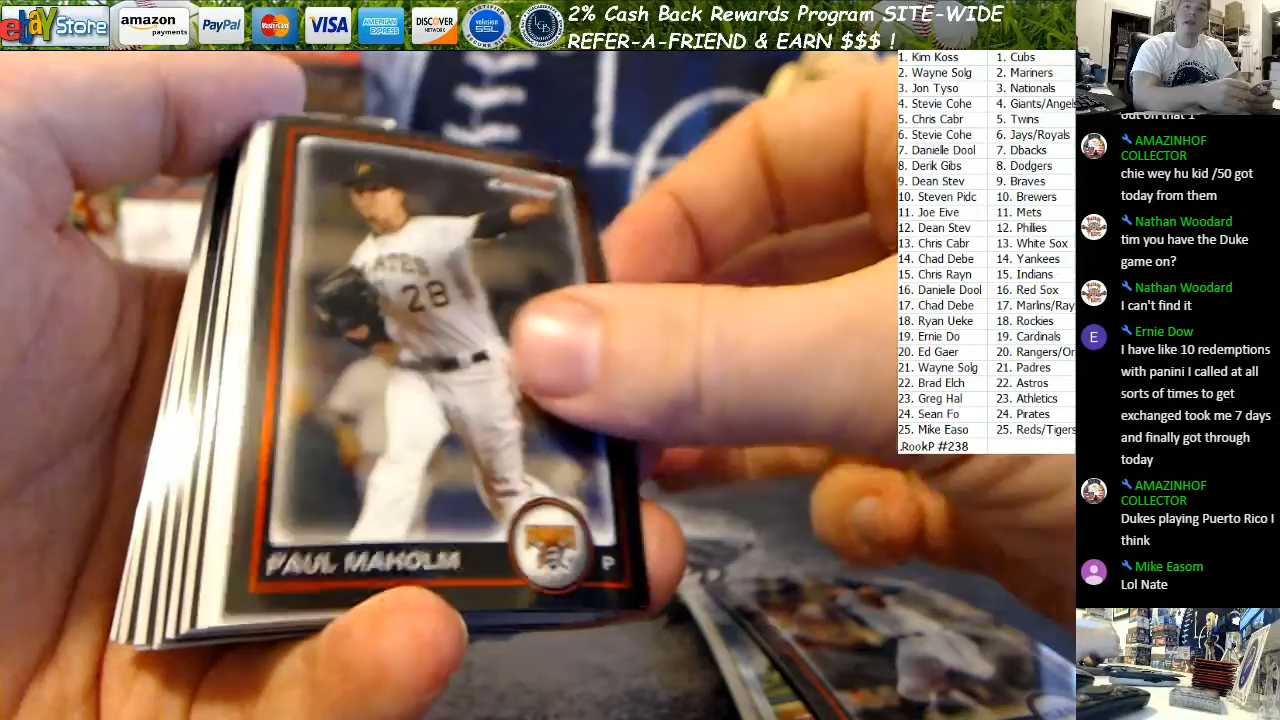 ebay Store
amazon
payments
PayPal
MasterCard
VISA
AMERICAN
EXPRESS
DISCOVER
NETWORK
volusion
SSL
2% Cash Back Rewards Program SITE-WIDE
REFER-A-FRIEND & EARN $$$ !
1. Kim Koss 1. Cubs
2. Wayne Solg 2. Mariners
3. Jon Tyso 3. Nationals
4. Stevie Cohe 4. Giants/Angels
5. Chris Cabr 5. Twins
6. Stevie Cohe 6. Jays/Royals
7. Danielle Dool 7. Dbacks
8. Derik Gibs 8. Dodgers
9. Dean Stev 9. Braves
10. Steven Pidc 10. Brewers
11. Joe Eive 11. Mets
12. Dean Stev 12. Philies
13. Chris Cabr 13. White Sox
14. Chad Debe 14. Yankees
15. Chris Rayn 15. Indians
16. Danielle Dool 16. Red Sox
17. Chad Debe 17. Marlins/Ray
18. Ryan Ueke 18. Rockies
19. Ernie Do 19. Cardinals
20. Ed Gaer 20. Rangers/Or
21. Wayne Solg 21. Padres
22. Brad Elch 22. Astros
23. Greg Hal 23. Athletics
24. Sean Fo 24. Pirates
25. Mike Easo 25. Reds/Tigers
.RookP #238
out on that 1
AMAZINHOF
COLLECTOR
chie wey hu kid /50 got
today from them
Nathan Woodard
tim you have the Duke
game on?
Nathan Woodard
I can't find it
E
Ernie Dow
I have like 10 redemptions
with panini I called at all
sorts of times to get
exchanged took me 7 days
and finally got through
today
AMAZINHOF
COLLECTOR
Dukes playing Puerto Rico I
think
Mike Easom
Lol Nate
ATES
28
PAUL MAHOLM
P